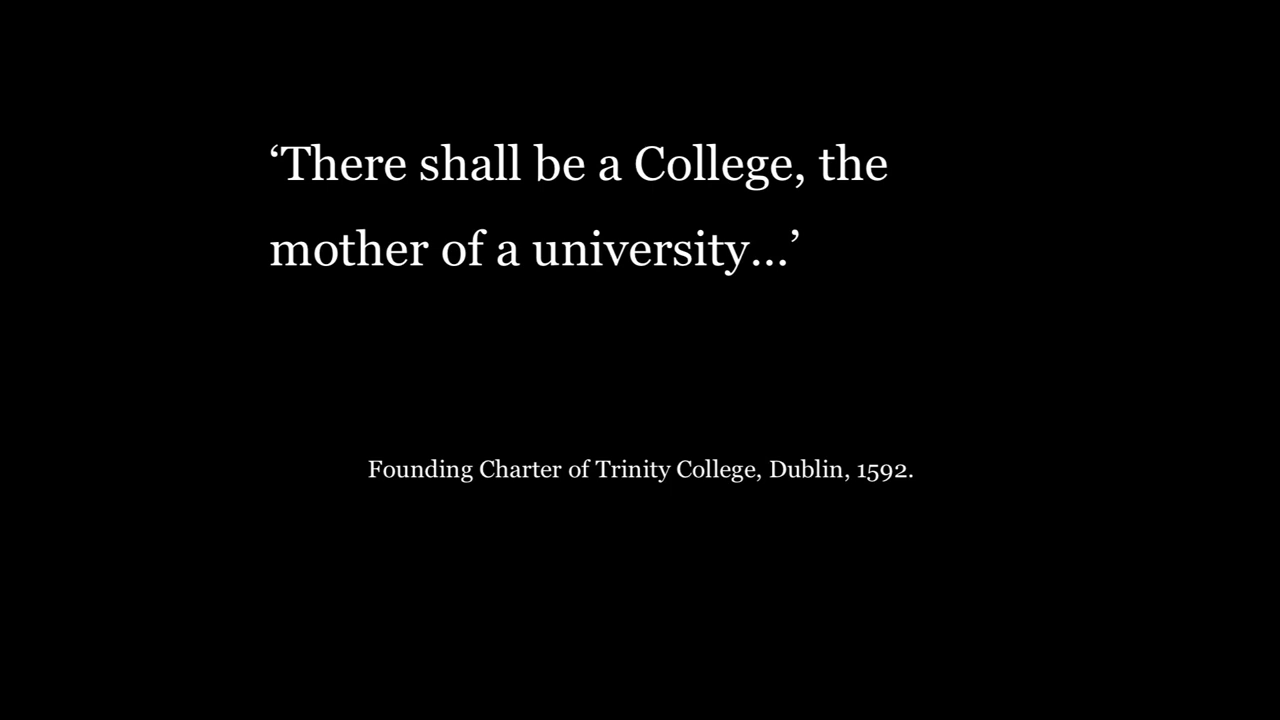 ‘There shall be a College, the
mother of a university...’
Founding Charter of Trinity College, Dublin, 1592.